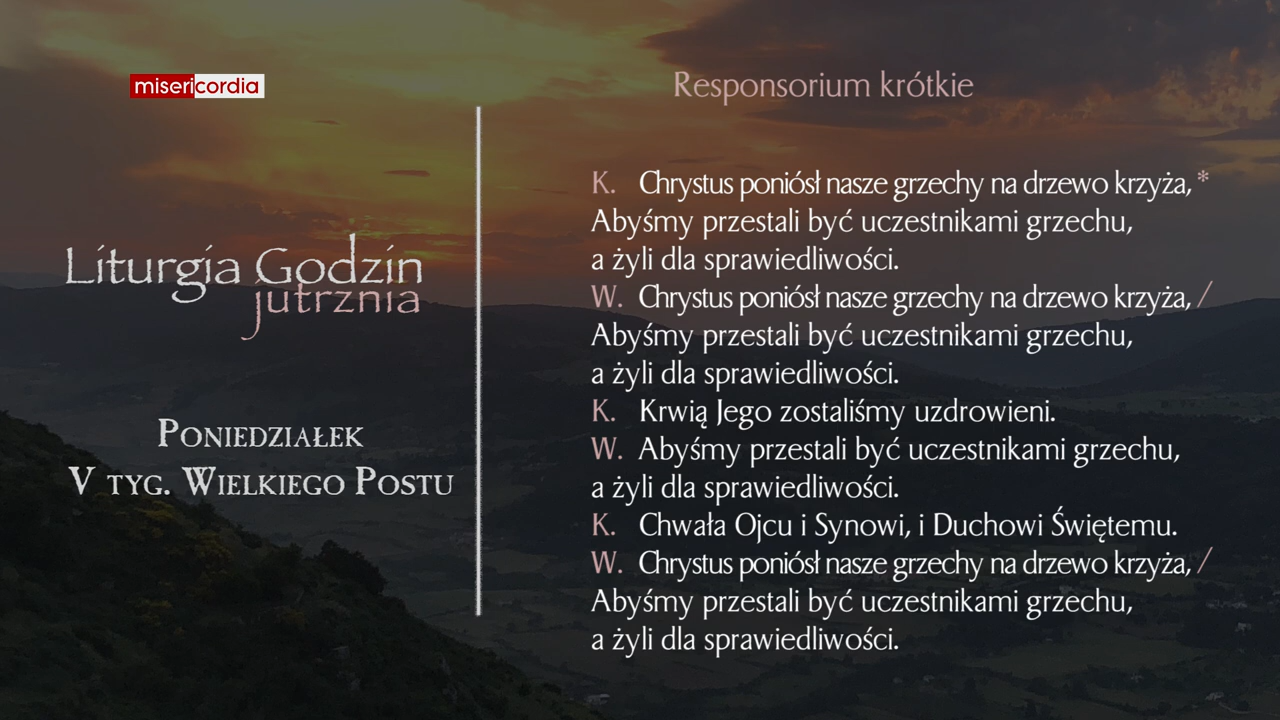 misericordia
Liturgia Godzin
jutrznia
Poniedziałek
V tyg. Wielkiego Postu
Responsorium krótkie
K. Chrystus poniósł nasze grzechy na drzewo krzyża, *
Abyśmy przestali być uczestnikami grzechu,
a żyli dla sprawiedliwości.
W. Chrystus poniósł nasze grzechy na drzewo krzyża, /
Abyśmy przestali być uczestnikami grzechu,
a żyli dla sprawiedliwości.
K. Krwią Jego zostaliśmy uzdrowieni.
W. Abyśmy przestali być uczestnikami grzechu,
a żyli dla sprawiedliwości.
K. Chwała Ojcu i Synowi, i Duchowi Świętemu.
W. Chrystus poniósł nasze grzechy na drzewo krzyża, /
Abyśmy przestali być uczestnikami grzechu,
a żyli dla sprawiedliwości.